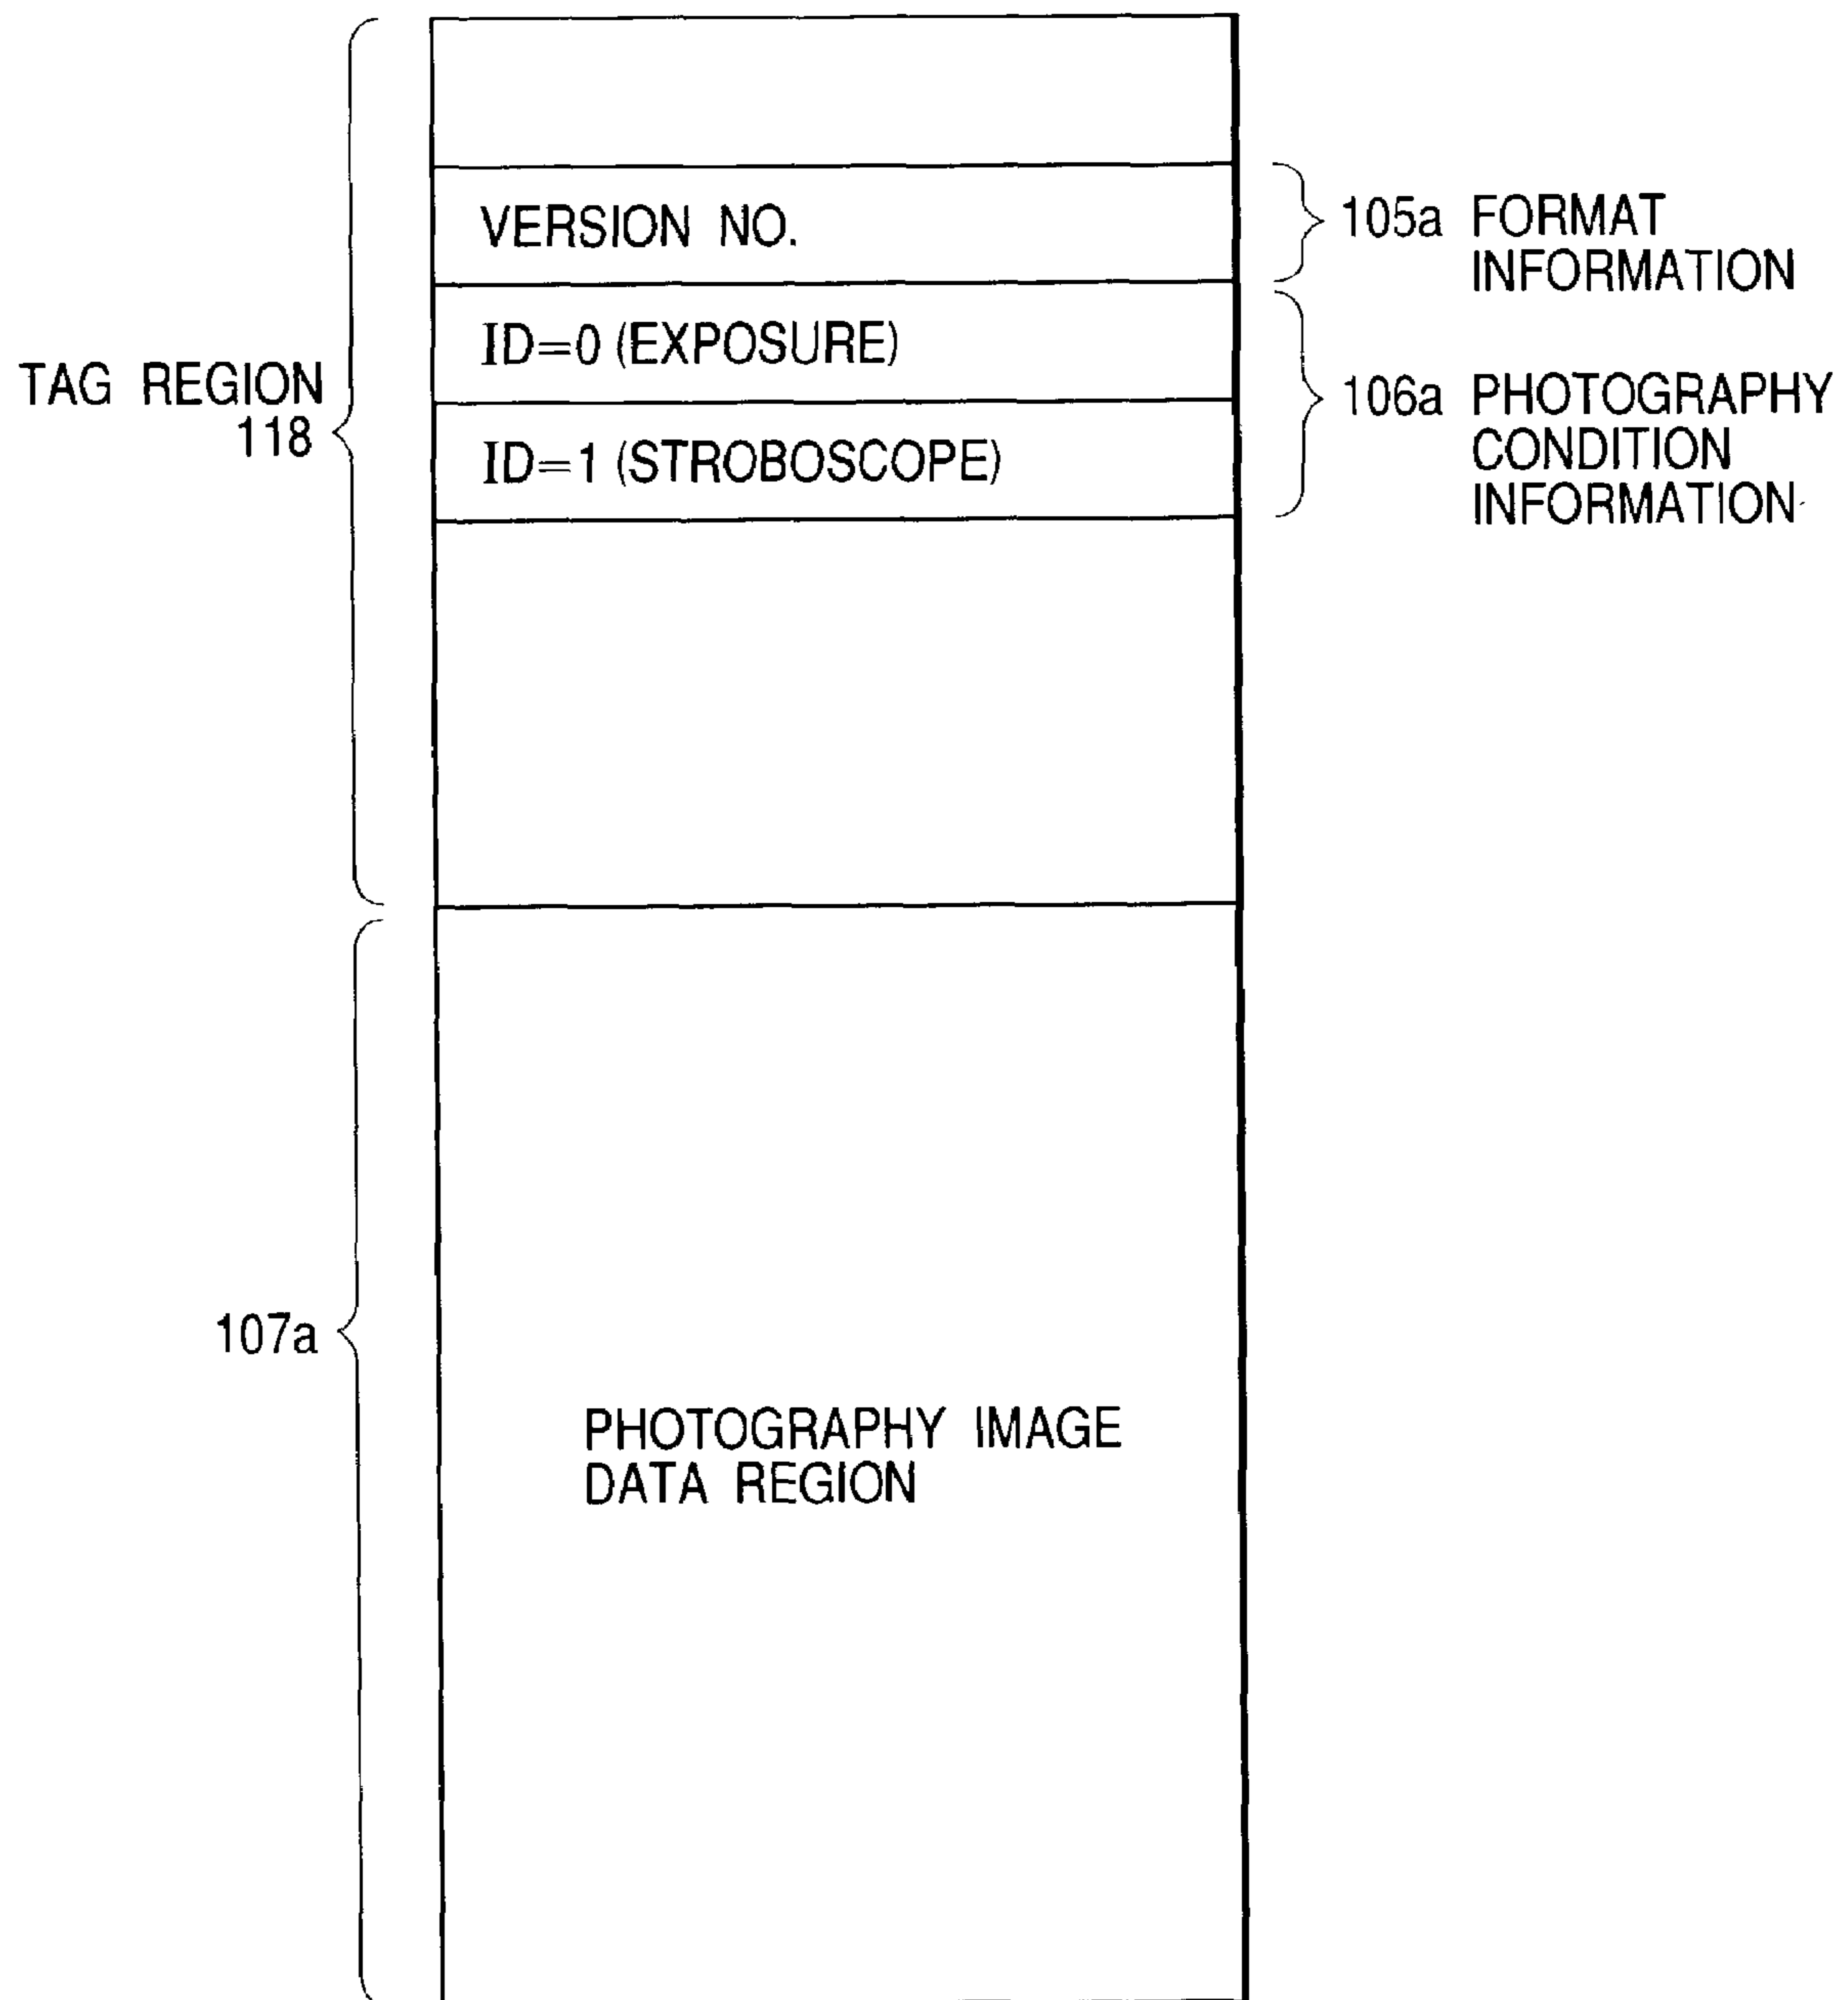 VERSION NO.
105a FORMAT
INFORMATION
ID=0 (EXPOSURE)
TAG REGION
118
106a PHOTOGRAPHY
CONDITION
INFORMATION
ID=1 (STROBOSCOPE)
107a
PHOTOGRAPHY IMAGE
DATA REGION